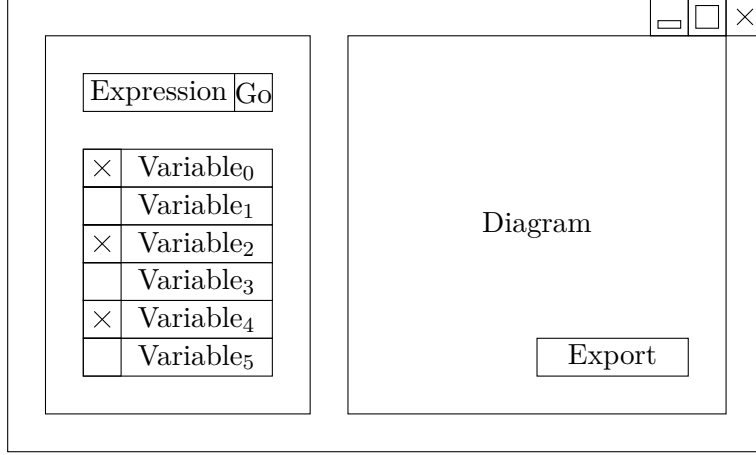 Expression Go
× Variable₀
Variable₁
× Variable₂
Variable₃
× Variable₄
Variable₅
Diagram
Export